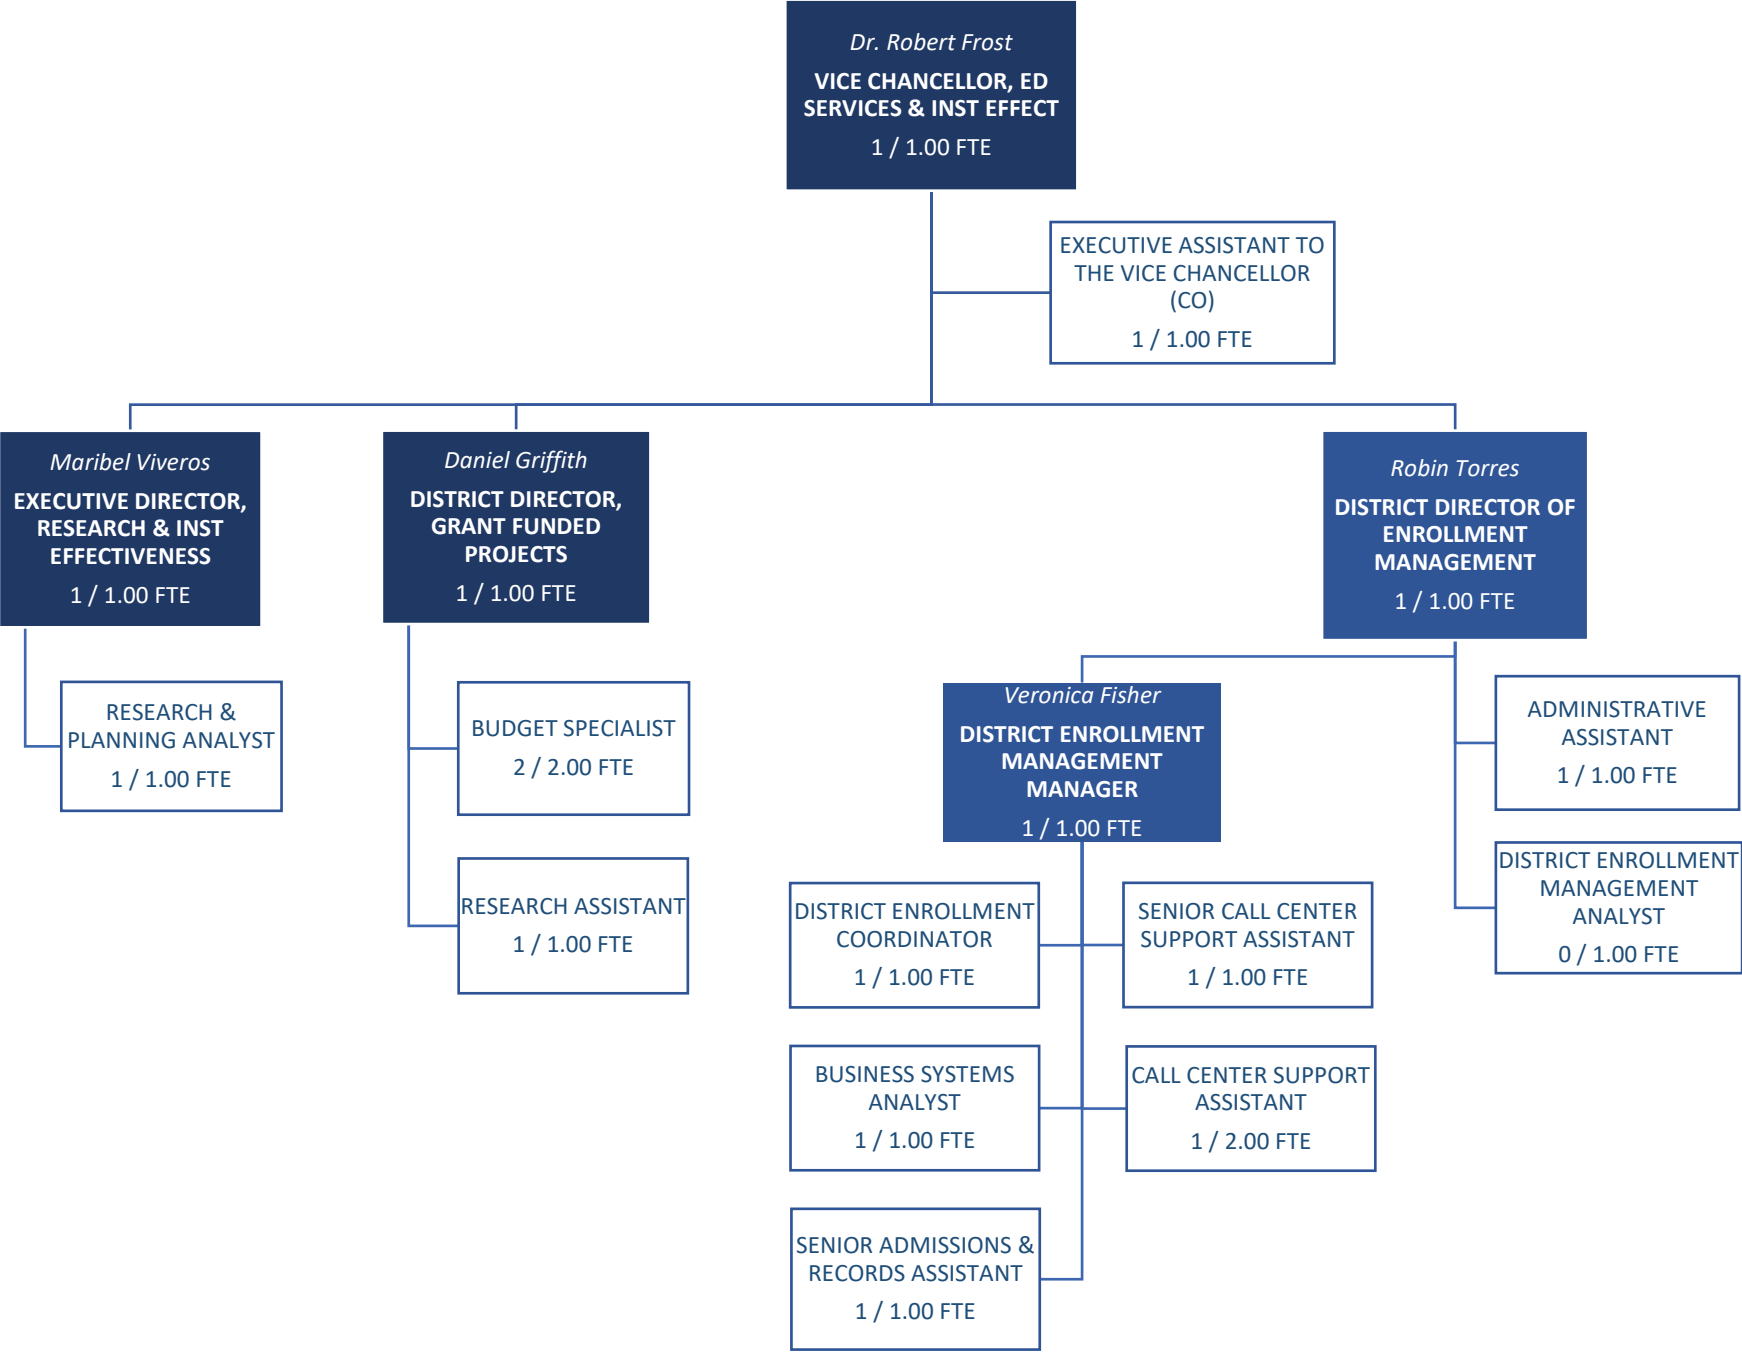 Dr. Robert Frost
VICE CHANCELLOR, ED
SERVICES & INST EFFECT
1 / 1.00 FTE
EXECUTIVE ASSISTANT TO
THE VICE CHANCELLOR
(CO)
1 / 1.00 FTE
Maribel Viveros
EXECUTIVE DIRECTOR,
RESEARCH & INST
EFFECTIVENESS
1 / 1.00 FTE
RESEARCH &
PLANNING ANALYST
1 / 1.00 FTE
Daniel Griffith
DISTRICT DIRECTOR,
GRANT FUNDED
PROJECTS
1 / 1.00 FTE
BUDGET SPECIALIST
2 / 2.00 FTE
RESEARCH ASSISTANT
1 / 1.00 FTE
Robin Torres
DISTRICT DIRECTOR OF
ENROLLMENT
MANAGEMENT
1 / 1.00 FTE
Veronica Fisher
DISTRICT ENROLLMENT
MANAGEMENT
MANAGER
1 / 1.00 FTE
ADMINISTRATIVE
ASSISTANT
1 / 1.00 FTE
DISTRICT ENROLLMENT
MANAGEMENT
ANALYST
0 / 1.00 FTE
DISTRICT ENROLLMENT
COORDINATOR
1 / 1.00 FTE
SENIOR CALL CENTER
SUPPORT ASSISTANT
1 / 1.00 FTE
BUSINESS SYSTEMS
ANALYST
1 / 1.00 FTE
CALL CENTER SUPPORT
ASSISTANT
1 / 2.00 FTE
SENIOR ADMISSIONS &
RECORDS ASSISTANT
1 / 1.00 FTE